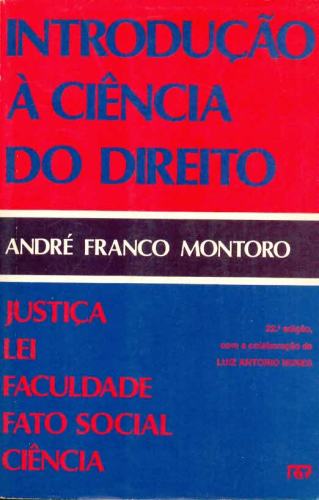 INTRODUÇÃO
À CIÊNCIA
DO DIREITO
ANDRÉ FRANCO MONTORO
JUSTIÇA
LEI
FACULDADE
FATO SOCIAL
CIÊNCIA
22.ª edição,
com a colaboração de
LUIZ ANTONIO NUNES